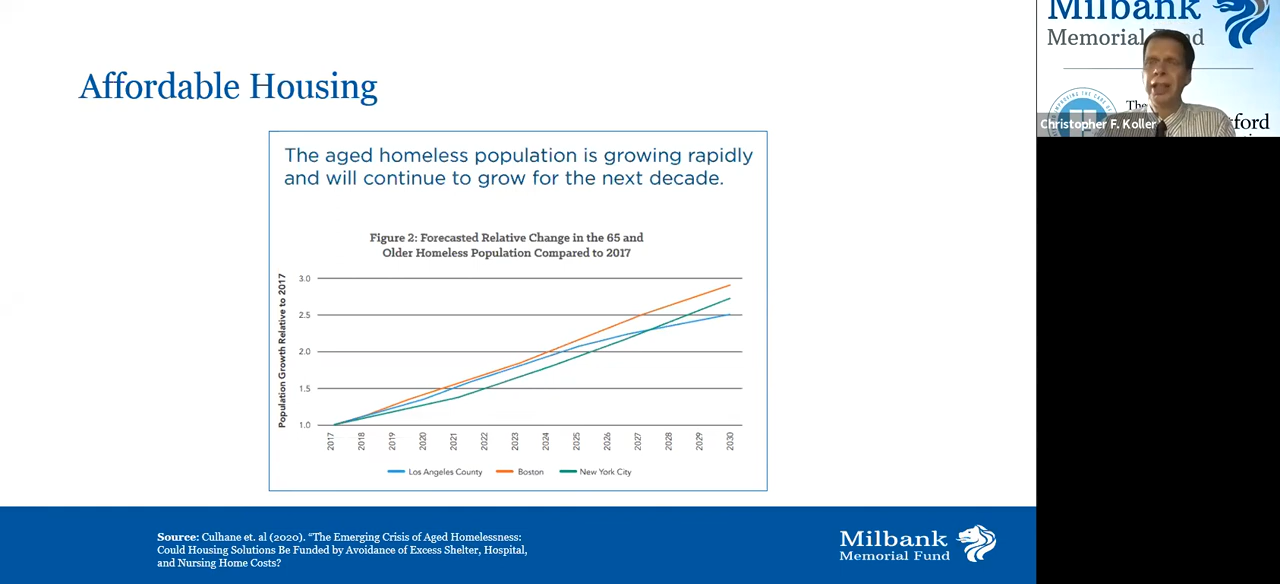 Affordable Housing
The aged homeless population is growing rapidly
and will continue to grow for the next decade.
Figure 2: Forecasted Relative Change in the 65 and
Older Homeless Population Compared to 2017
Population Growth Relative to 2017
3.0
2.5
2.0
1.5
1.0
2017 2018 2019 2020 2021 2022 2023 2024 2025 2026 2027 2028 2029 2030
Los Angeles County Boston New York City
Source: Culhane et. al (2020). “The Emerging Crisis of Aged Homelessness:
Could Housing Solutions Be Funded by Avoidance of Excess Shelter, Hospital,
and Nursing Home Costs?
Milbank
Memorial Fund
Milbank
Memorial nd
The
ford
Christopher F. Koller